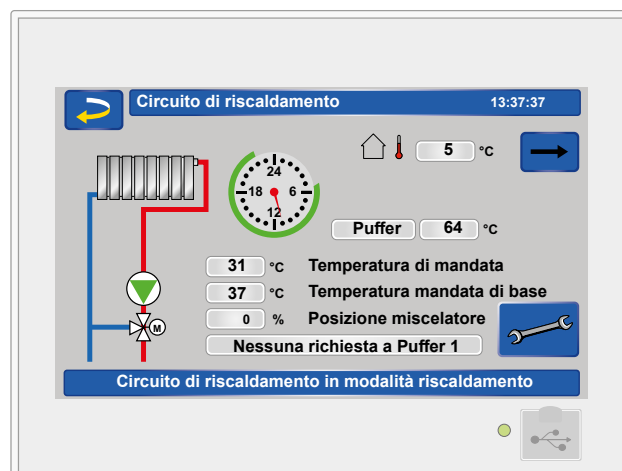 Circuito di riscaldamento 13:37:37
5 °C
24
18 6
12
Puffer 64 °C
31 °C Temperatura di mandata
37 °C Temperatura mandata di base
0 % Posizione miscelatore
M
Nessuna richiesta a Puffer 1
Circuito di riscaldamento in modalità riscaldamento